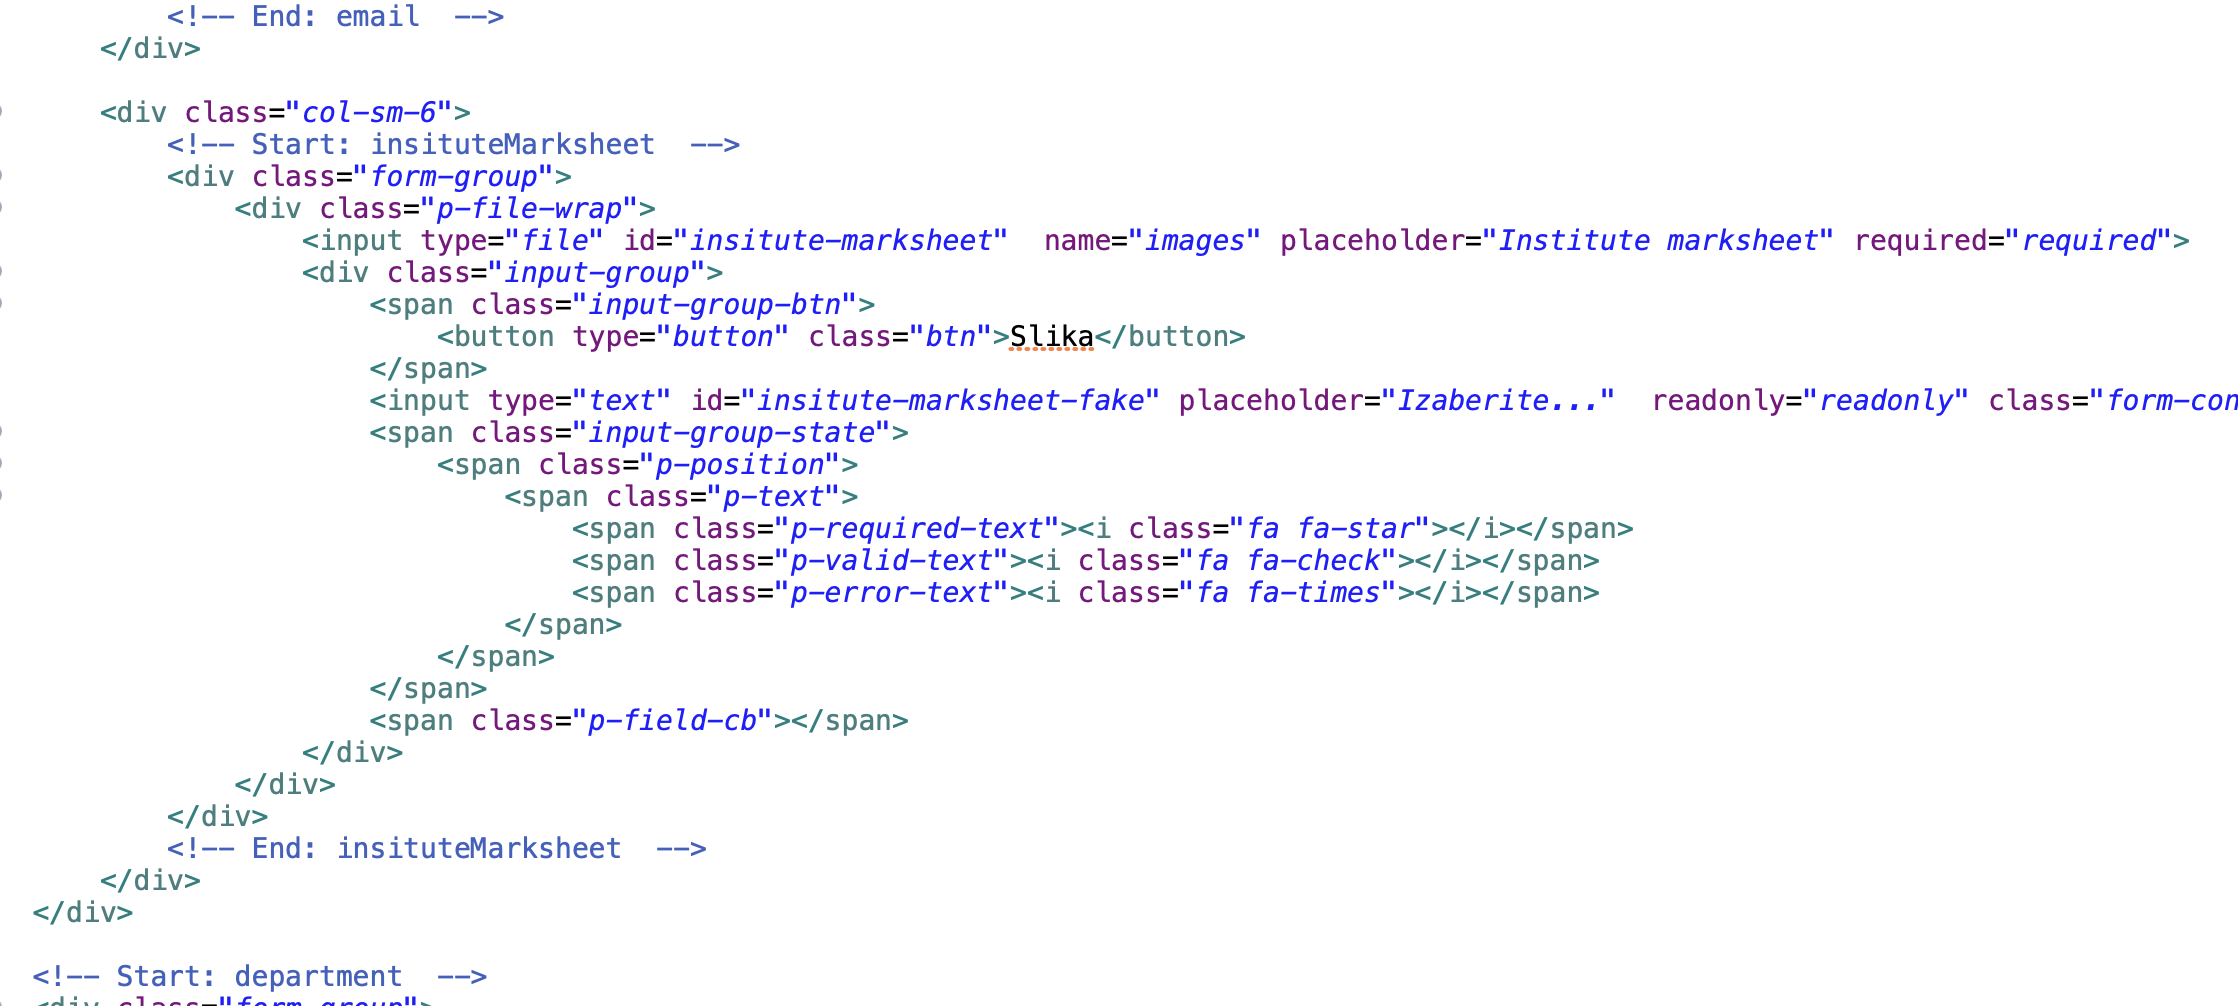 <!-- End: email  -->
</div>
<div class="col-sm-6">
<!-- Start: insituteMarksheet  -->
<div class="form-group">
<div class="p-file-wrap">
<input type="file" id="insitute-marksheet"  name="images" placeholder="Institute marksheet" required="required">
<div class="input-group">
<span class="input-group-btn">
<button type="button" class="btn">Slika</button>
</span>
<input type="text" id="insitute-marksheet-fake" placeholder="Izaberite..."  readonly="readonly" class="form-con
<span class="input-group-state">
<span class="p-position">
<span class="p-text">
<span class="p-required-text"><i class="fa fa-star"></i></span>
<span class="p-valid-text"><i class="fa fa-check"></i></span>
<span class="p-error-text"><i class="fa fa-times"></i></span>
</span>
</span>
</span>
<span class="p-field-cb"></span>
</div>
</div>
</div>
<!-- End: insituteMarksheet  -->
</div>
</div>
<!-- Start: department  -->
<div class="form-group">